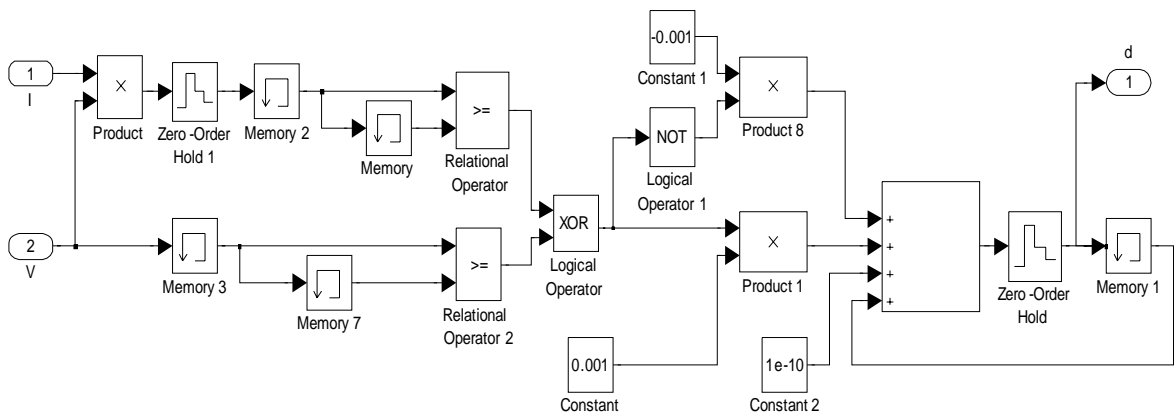 1
I
X
Product
Zero -Order
Hold 1
Memory 2
Memory
>=
Relational
Operator
-0.001
Constant 1
NOT
Logical
Operator 1
X
Product 8
d
1
2
V
Memory 3
Memory 7
>=
Relational
Operator 2
XOR
Logical
Operator
X
Product 1
0.001
Constant
1e-10
Constant 2
+
+
+
+
Zero -Order
Hold
Memory 1